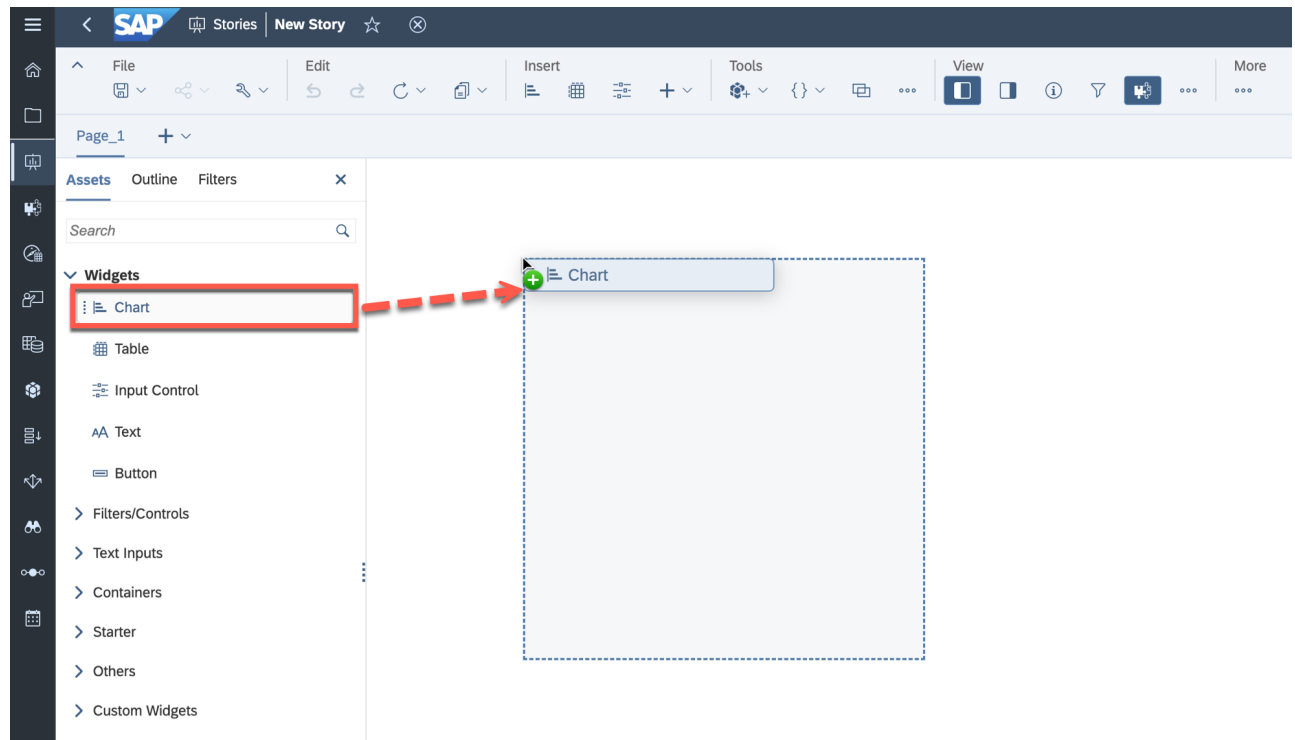 SAP Stories New Story
File Edit Insert Tools View More
Page_1
Assets Outline Filters
Search
Widgets
Chart
Chart
Table
Input Control
AA Text
Button
Filters/Controls
Text Inputs
Containers
Starter
Others
Custom Widgets